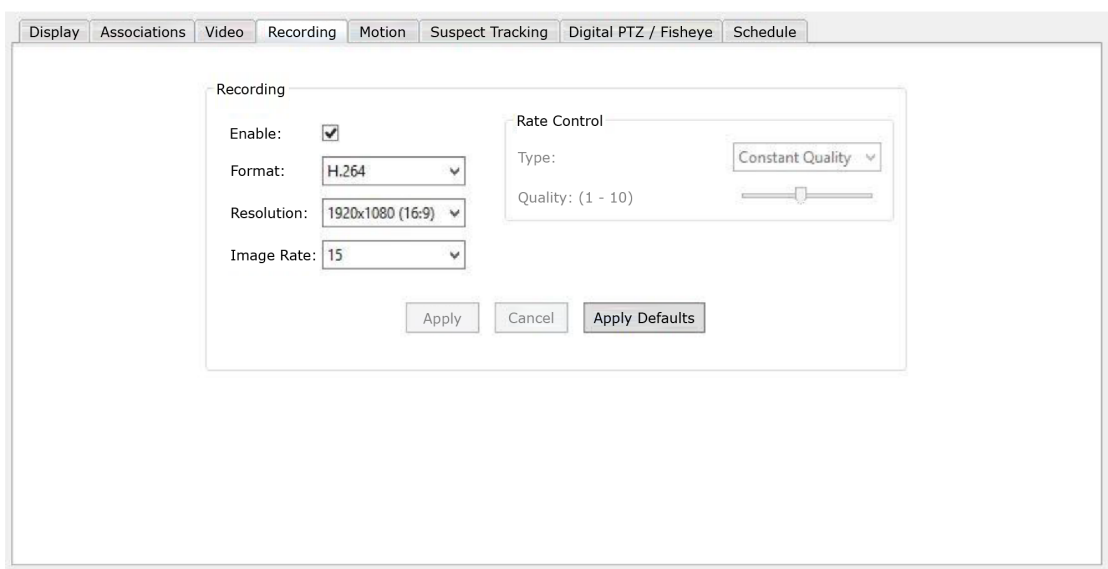 Display Associations Video Recording Motion Suspect Tracking Digital PTZ / Fisheye Schedule
Recording
Enable:
Format: H.264
Resolution: 1920x1080 (16:9)
Image Rate: 15
Rate Control
Type: Constant Quality
Quality: (1 - 10)
Apply Cancel Apply Defaults